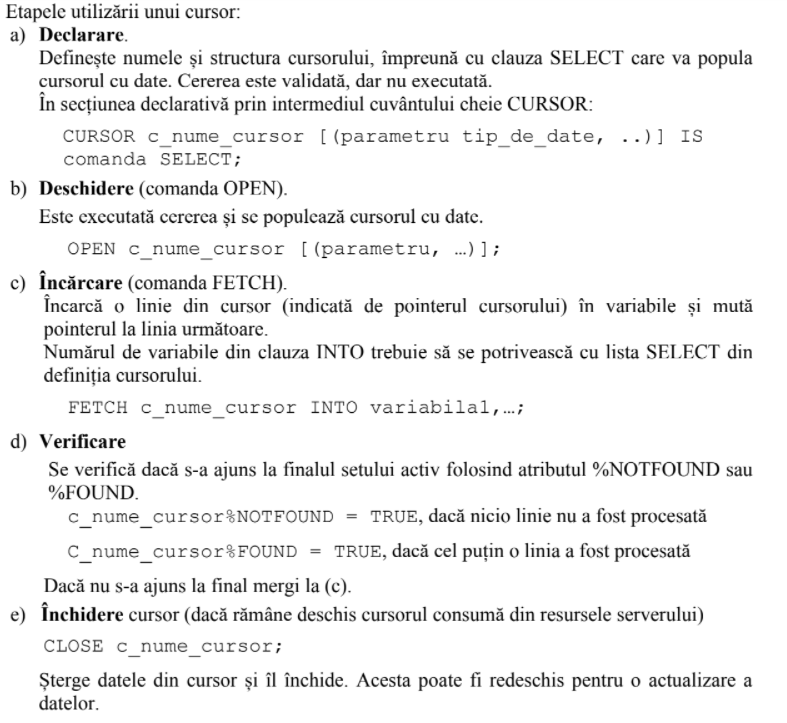 Etapele utilizării unui cursor:
a) Declarare.
Definește numele și structura cursorului, împreună cu clauza SELECT care va popula
cursorul cu date. Cererea este validată, dar nu executată.
În secțiunea declarativă prin intermediul cuvântului cheie CURSOR:
CURSOR c_nume_cursor [(parametru tip_de_date, ..)] IS
comanda SELECT;
b) Deschidere (comanda OPEN).
Este executată cererea și se populează cursorul cu date.
OPEN c_nume_cursor [(parametru, …)];
c) Încărcare (comanda FETCH).
Încarcă o linie din cursor (indicată de pointerul cursorului) în variabile și mută
pointerul la linia următoare.
Numărul de variabile din clauza INTO trebuie să se potrivească cu lista SELECT din
definiția cursorului.
FETCH c_nume_cursor INTO variabila1,…;
d) Verificare
Se verifică dacă s-a ajuns la finalul setului activ folosind atributul %NOTFOUND sau
%FOUND.
c_nume_cursor%NOTFOUND = TRUE, dacă nicio linie nu a fost procesată
C_nume_cursor%FOUND = TRUE, dacă cel puțin o linia a fost procesată
Dacă nu s-a ajuns la final mergi la (c).
e) Închidere cursor (dacă rămâne deschis cursorul consumă din resursele serverului)
CLOSE c_nume_cursor;
Șterge datele din cursor și îl închide. Acesta poate fi redeschis pentru o actualizare a
datelor.